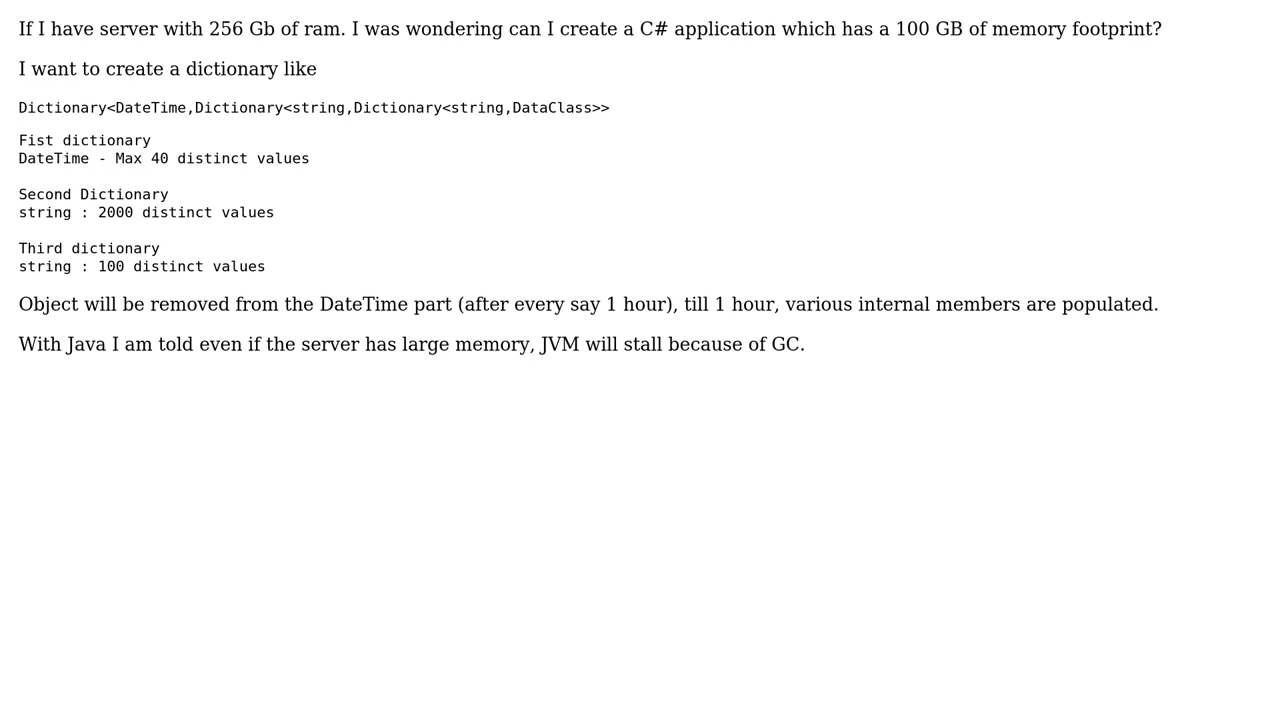 If I have server with 256 Gb of ram. I was wondering can I create a C# application which has a 100 GB of memory footprint?
I want to create a dictionary like
Dictionary<DateTime,Dictionary<string,Dictionary<string,DataClass>>
Fist dictionary
DateTime - Max 40 distinct values
Second Dictionary
string : 2000 distinct values
Third dictionary
string : 100 distinct values
Object will be removed from the DateTime part (after every say 1 hour), till 1 hour, various internal members are populated.
With Java I am told even if the server has large memory, JVM will stall because of GC.